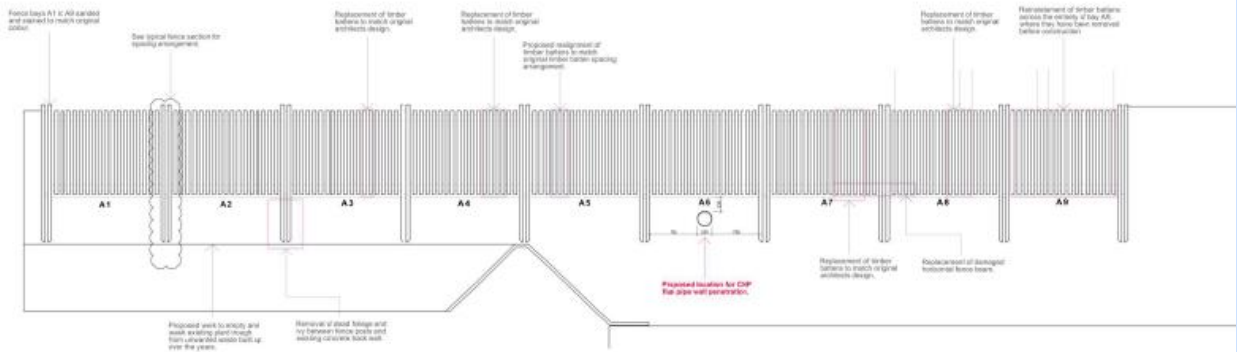 Fence bays A1 to A9 sanded
and stained to match original
colour.
See typical fence section for
spacing arrangement.
Replacement of timber
battens to match original
architects design.
Replacement of timber
battens to match original
architects design.
Proposed realignment of
timber battens to match
original timber batten spacing
arrangement.
Replacement of timber
battens to match original
architects design.
Reinstatement of timber battens
across the entirety of bay A9,
where they have been removed
before construction.
A1
A2
A3
A4
A5
A6
A7
A8
A9
Proposed location for CHP
flue pipe wall penetration.
Replacement of timber
battens to match original
architects design.
Replacement of damaged
horizontal fence beam.
Proposed work to empty and
wash existing plant trough
from unwanted waste built up
over the years.
Removal of dead foliage and
ivy between fence posts and
existing concrete back wall.